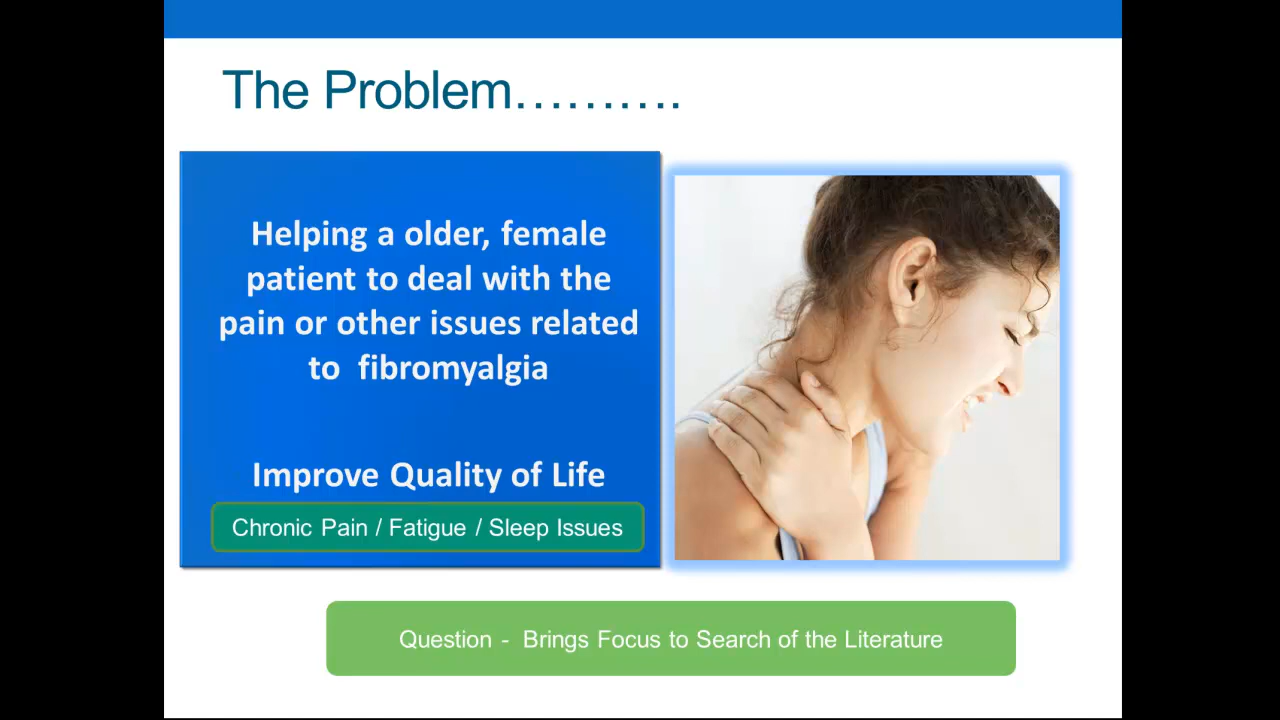 The Problem……….
Helping a older, female
patient to deal with the
pain or other issues related
to  fibromyalgia
Improve Quality of Life
Chronic Pain / Fatigue / Sleep Issues
Question -  Brings Focus to Search of the Literature